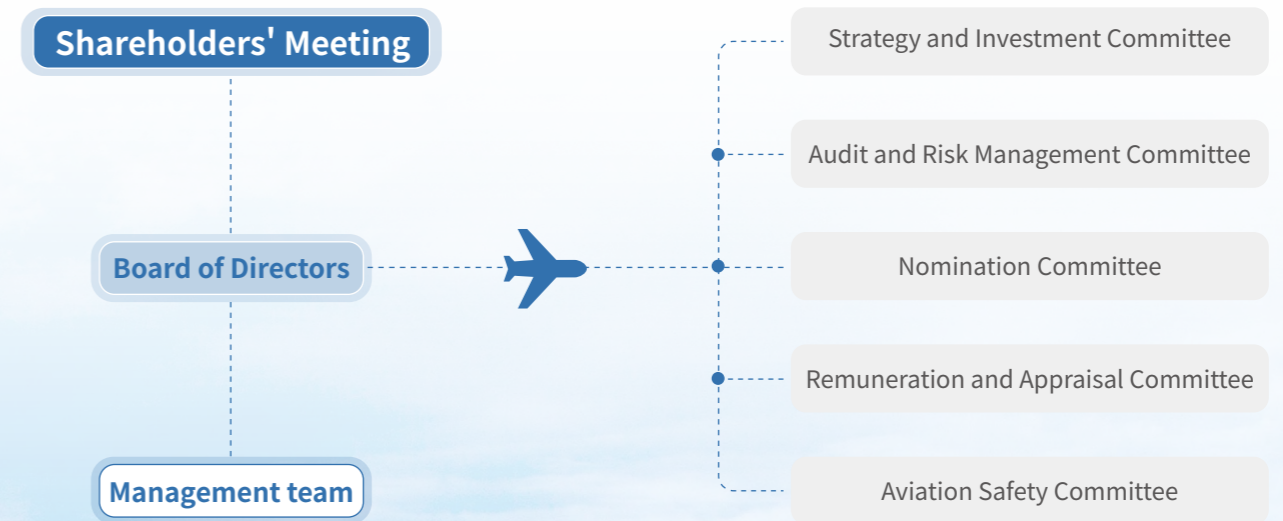 Shareholders' Meeting
Board of Directors
Management team
Strategy and Investment Committee
Audit and Risk Management Committee
Nomination Committee
Remuneration and Appraisal Committee
Aviation Safety Committee